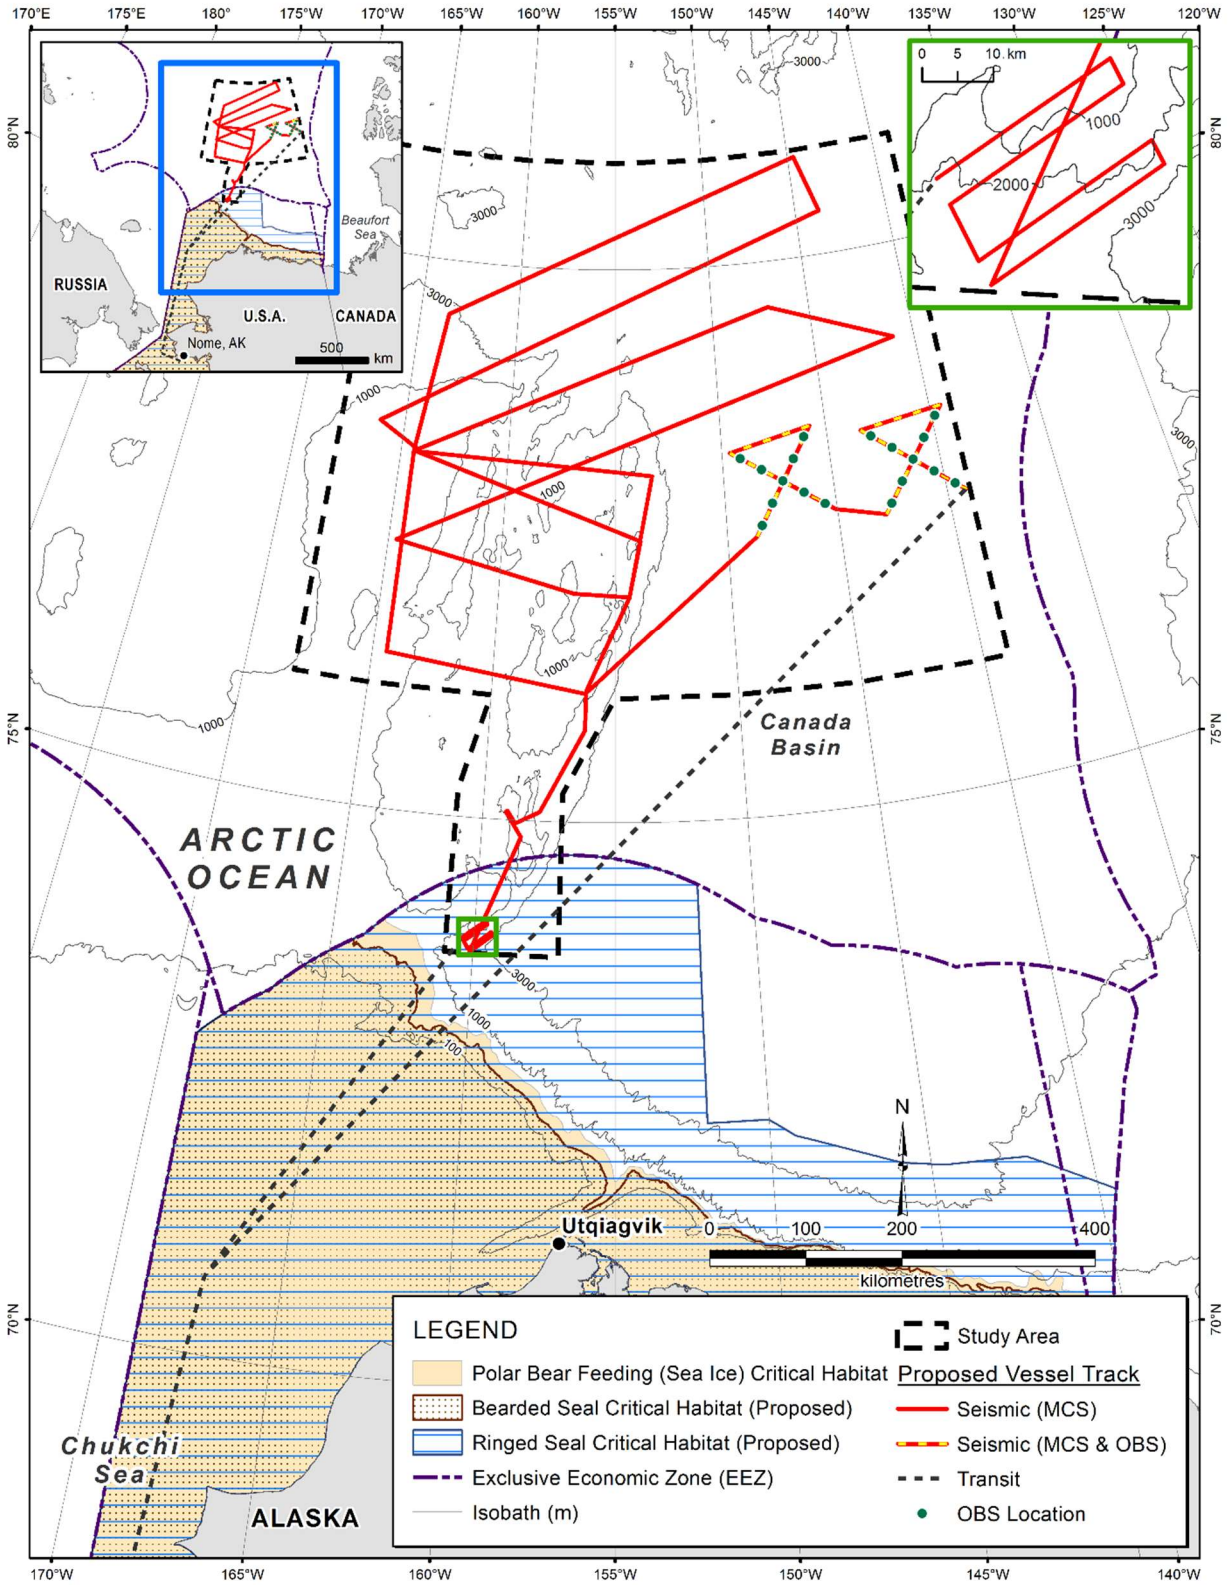 170°E
175°E
180°
175°W
170°W
165°W
160°W
155°W
150°W
145°W
140°W
135°W
130°W
125°W
120°W
80°N
75°N
70°N
80°N
75°N
70°N
RUSSIA
U.S.A.
CANADA
Beaufort
Sea
Nome, AK
500
km
0 5 10 km
1000
2000
3000
3000
3000
3000
1000
1000
1000
1000
3000
3000
1000
100
Canada
Basin
ARCTIC
OCEAN
Utqiagvik
N
0 100 200 400
kilometres
Chukchi
Sea
ALASKA
LEGEND
Polar Bear Feeding (Sea Ice) Critical Habitat
Bearded Seal Critical Habitat (Proposed)
Ringed Seal Critical Habitat (Proposed)
Exclusive Economic Zone (EEZ)
Isobath (m)
Study Area
Proposed Vessel Track
Seismic (MCS)
Seismic (MCS & OBS)
Transit
OBS Location
170°W
165°W
160°W
155°W
150°W
145°W
140°W